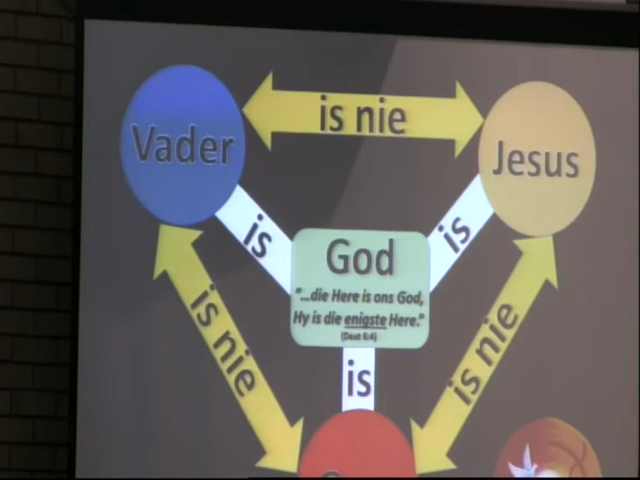 is nie
Vader
Jesus
is
is
God
"...die Here is ons God,
Hy is die enigste Here."
(Deut 6:4)
is nie
is nie
is